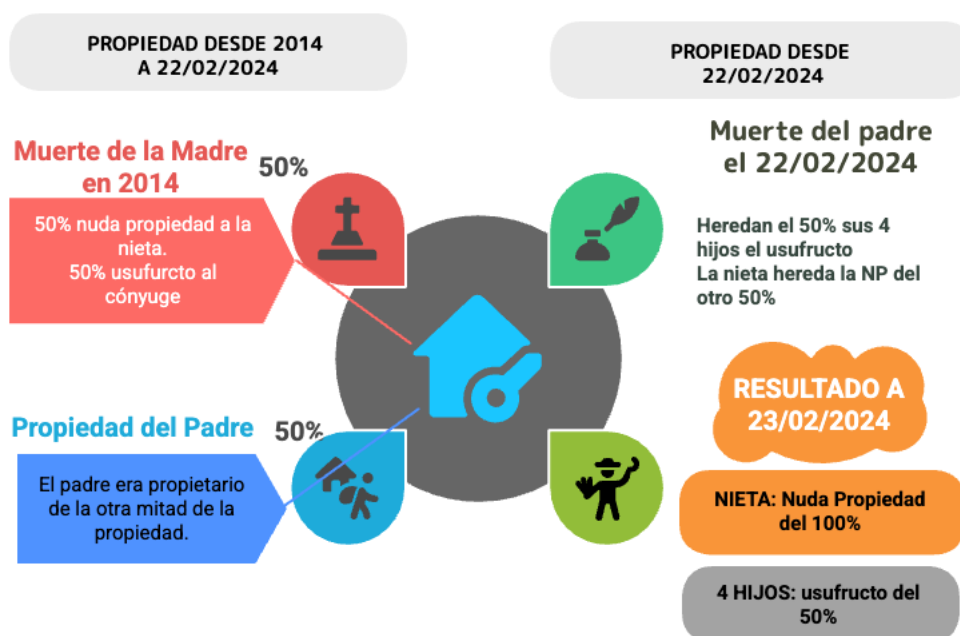 PROPIEDAD DESDE 2014
A 22/02/2024
PROPIEDAD DESDE
22/02/2024
Muerte de la Madre
en 2014
50%
50% nuda propiedad a la
nieta.
50% usufurcto al
cónyuge
Muerte del padre
el 22/02/2024
Heredan el 50% sus 4
hijos el usufructo
La nieta hereda la NP del
otro 50%
Propiedad del Padre
50%
El padre era propietario
de la otra mitad de la
propiedad.
RESULTADO A
23/02/2024
NIETA: Nuda Propiedad
del 100%
4 HIJOS: usufructo del
50%